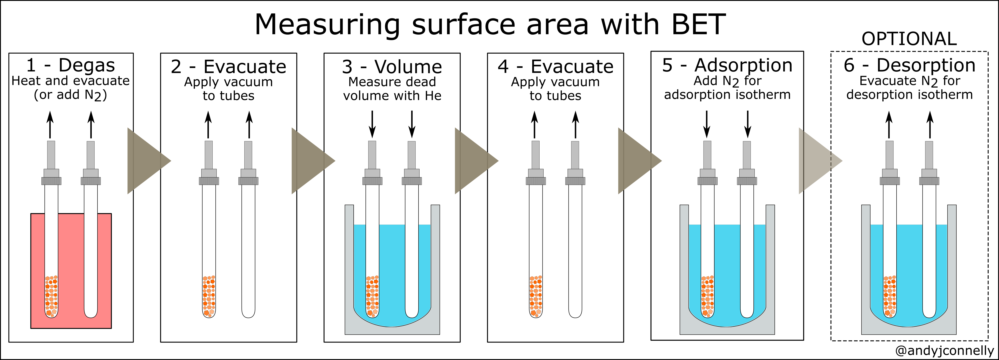 Measuring surface area with BET
1 - Degas
Heat and evacuate
(or add N2)
2 - Evacuate
Apply vacuum
to tubes
3 - Volume
Measure dead
volume with He
4 - Evacuate
Apply vacuum
to tubes
5 - Adsorption
Add N2 for
adsorption isotherm
OPTIONAL
6 - Desorption
Evacuate N2 for
desorption isotherm
@andyjconnelly